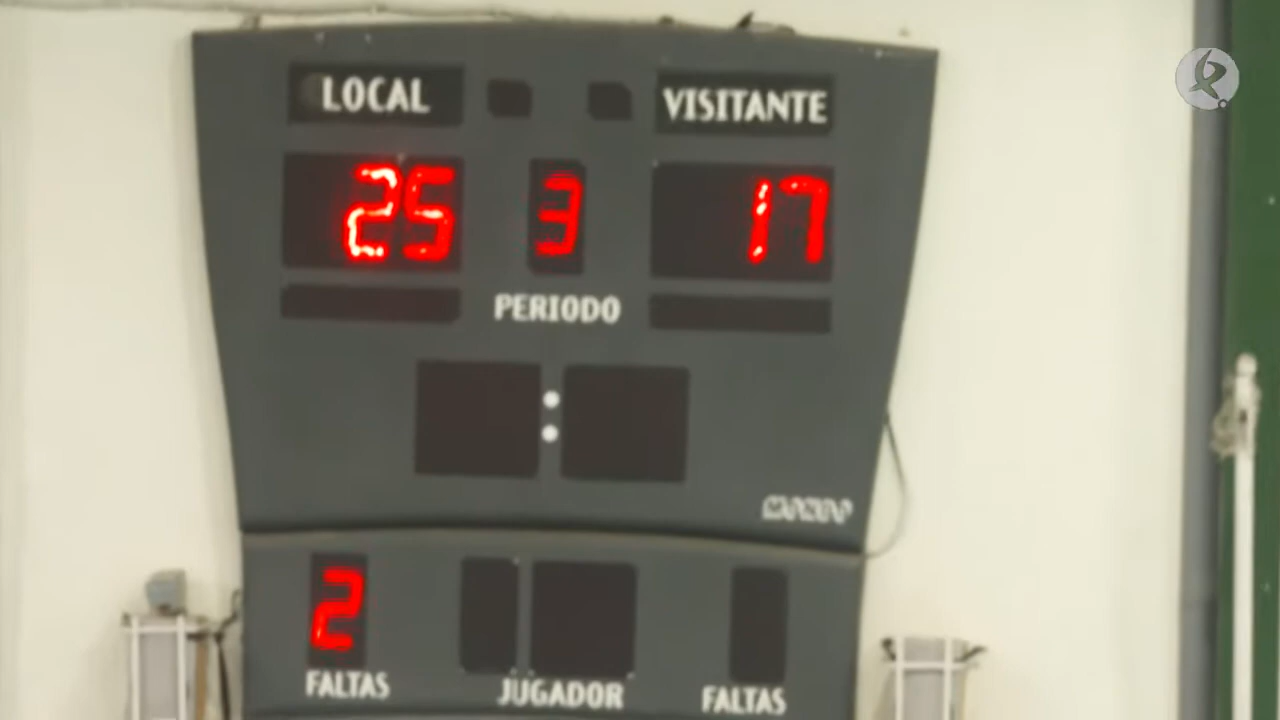 LOCAL
VISITANTE
25
3
17
PERIODO
:
2
FALTAS
JUGADOR
FALTAS